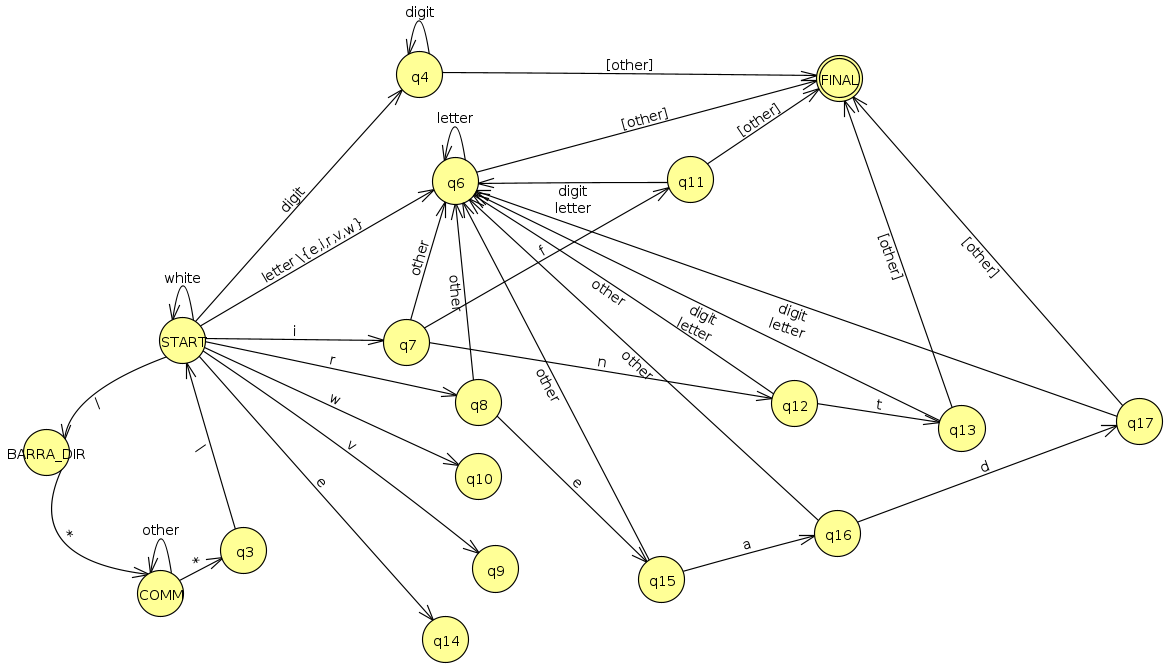 digit
q4
[other]
FINAL
letter
[other]
[other]
q6
q11
digit
letter
digit
letter \{e,i,r,v,w}
other
f
[other]
[other]
white
other
other
digit
letter
digit
letter
START
i
q7
r
n
other
other
w
q8
q12
t
q13
q17
/
v
BARRA_DIR
/
e
q10
e
d
*
other
*
q3
q9
a
q16
COMM
q15
q14